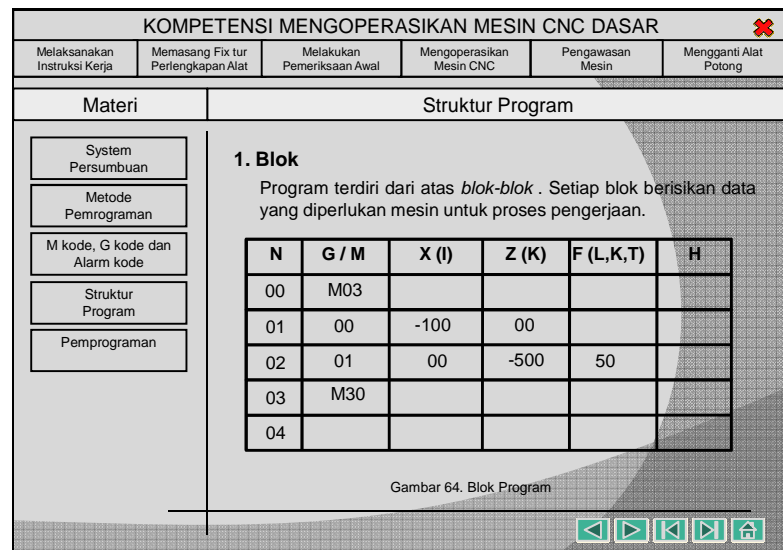 KOMPETENSI MENGOPERASIKAN MESIN CNC DASAR
Melaksanakan Instruksi Kerja
Memasang Fix tur Perlengkapan Alat
Melakukan Pemeriksaan Awal
Mengoperasikan Mesin CNC
Pengawasan Mesin
Mengganti Alat Potong
Materi
Struktur Program
System
Persumbuan
Metode
Pemrograman
M kode, G kode dan
Alarm kode
Struktur
Program
Pemprograman
1. Blok
Program terdiri dari atas blok-blok . Setiap blok berisikan data
yang diperlukan mesin untuk proses pengerjaan.
N G / M X (I) Z (K) F (L,K,T) H
00 M03
01 00 -100 00
02 01 00 -500 50
03 M30
04
Gambar 64. Blok Program